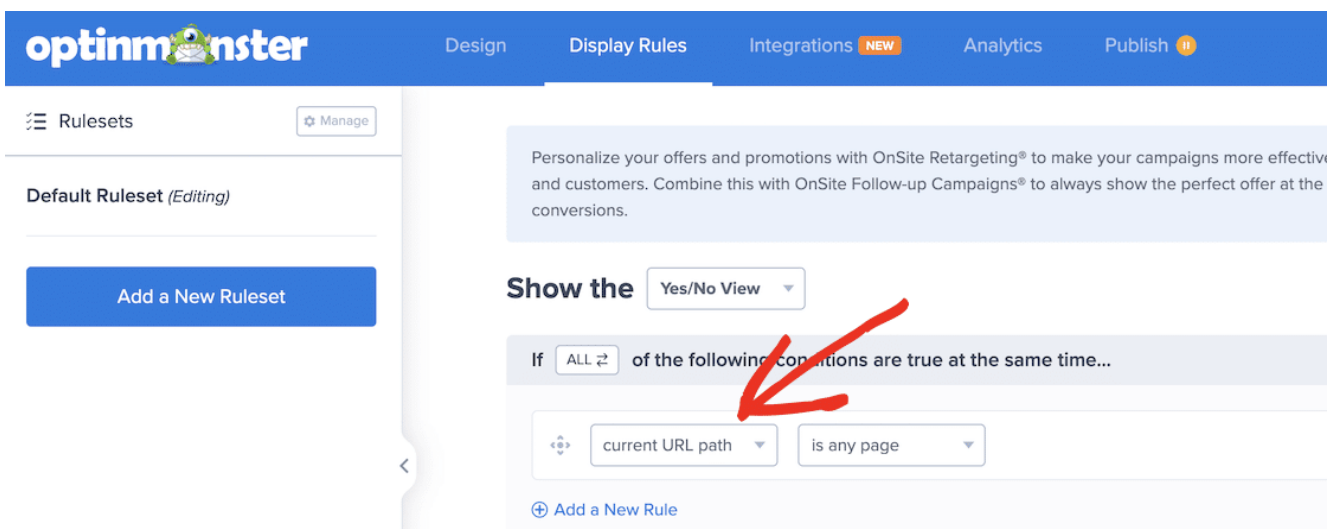 optinmonster
Design Display Rules Integrations NEW Analytics Publish
Rulesets Manage
Default Ruleset (Editing)
Add a New Ruleset
Personalize your offers and promotions with OnSite Retargeting® to make your campaigns more effective
and customers. Combine this with OnSite Follow-up Campaigns® to always show the perfect offer at the
conversions.
Show the Yes/No View
If ALL of the following conditions are true at the same time...
current URL path is any page
Add a New Rule